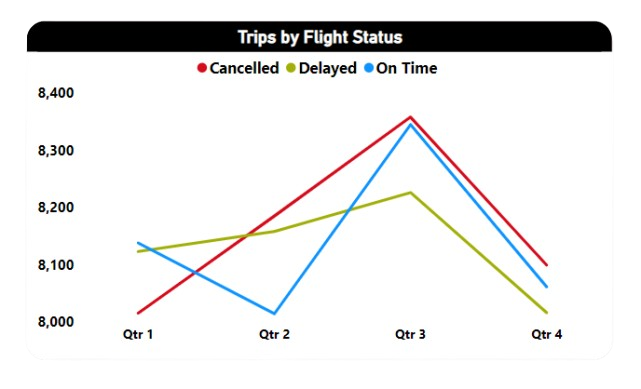 Trips by Flight Status
Cancelled Delayed On Time
8,400
8,300
8,200
8,100
8,000
Qtr 1 Qtr 2 Qtr 3 Qtr 4